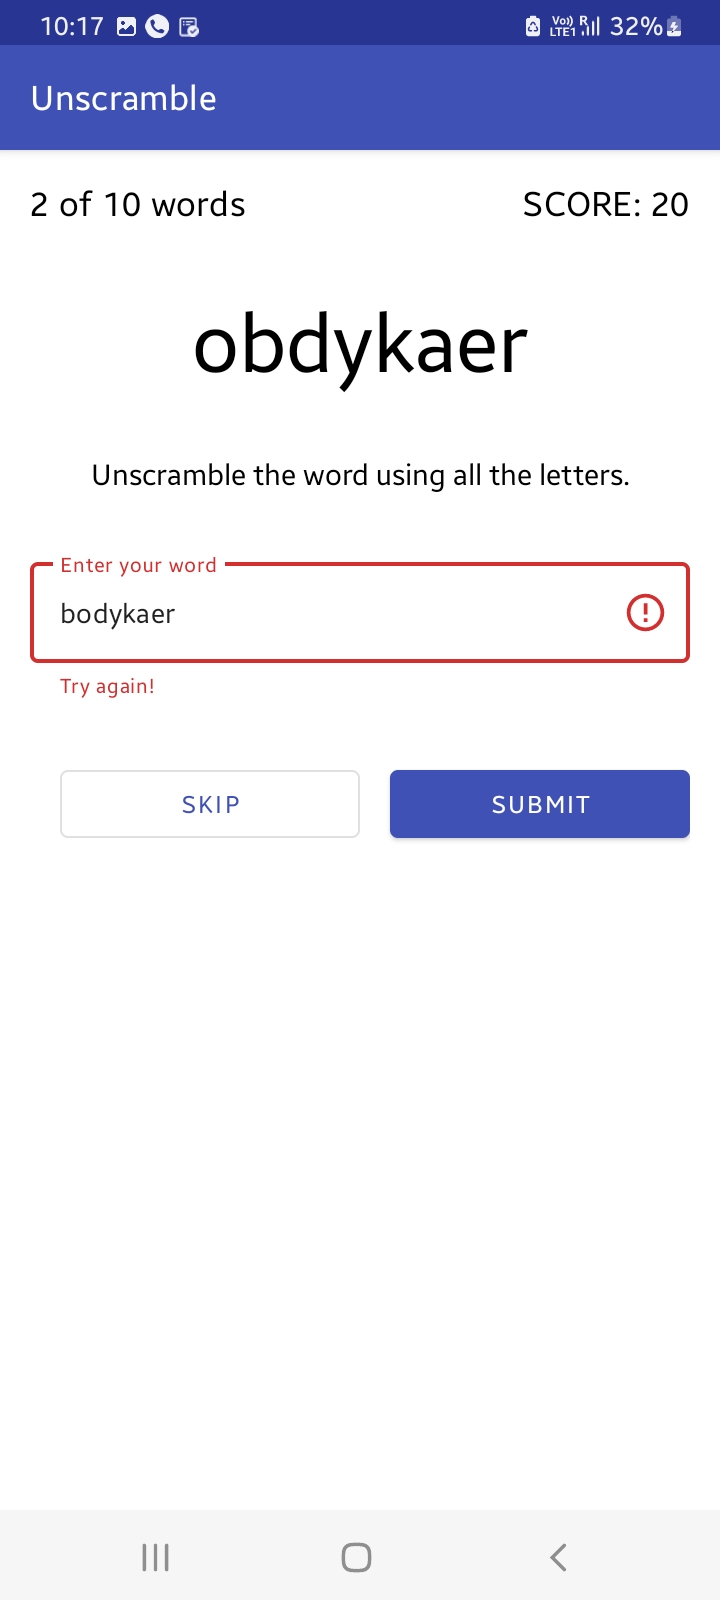 10:17 Vo)) LTE1 R 32%
Unscramble
2 of 10 words SCORE: 20
obdykaer
Unscramble the word using all the letters.
Enter your word
bodykaer
Try again!
SKIP SUBMIT